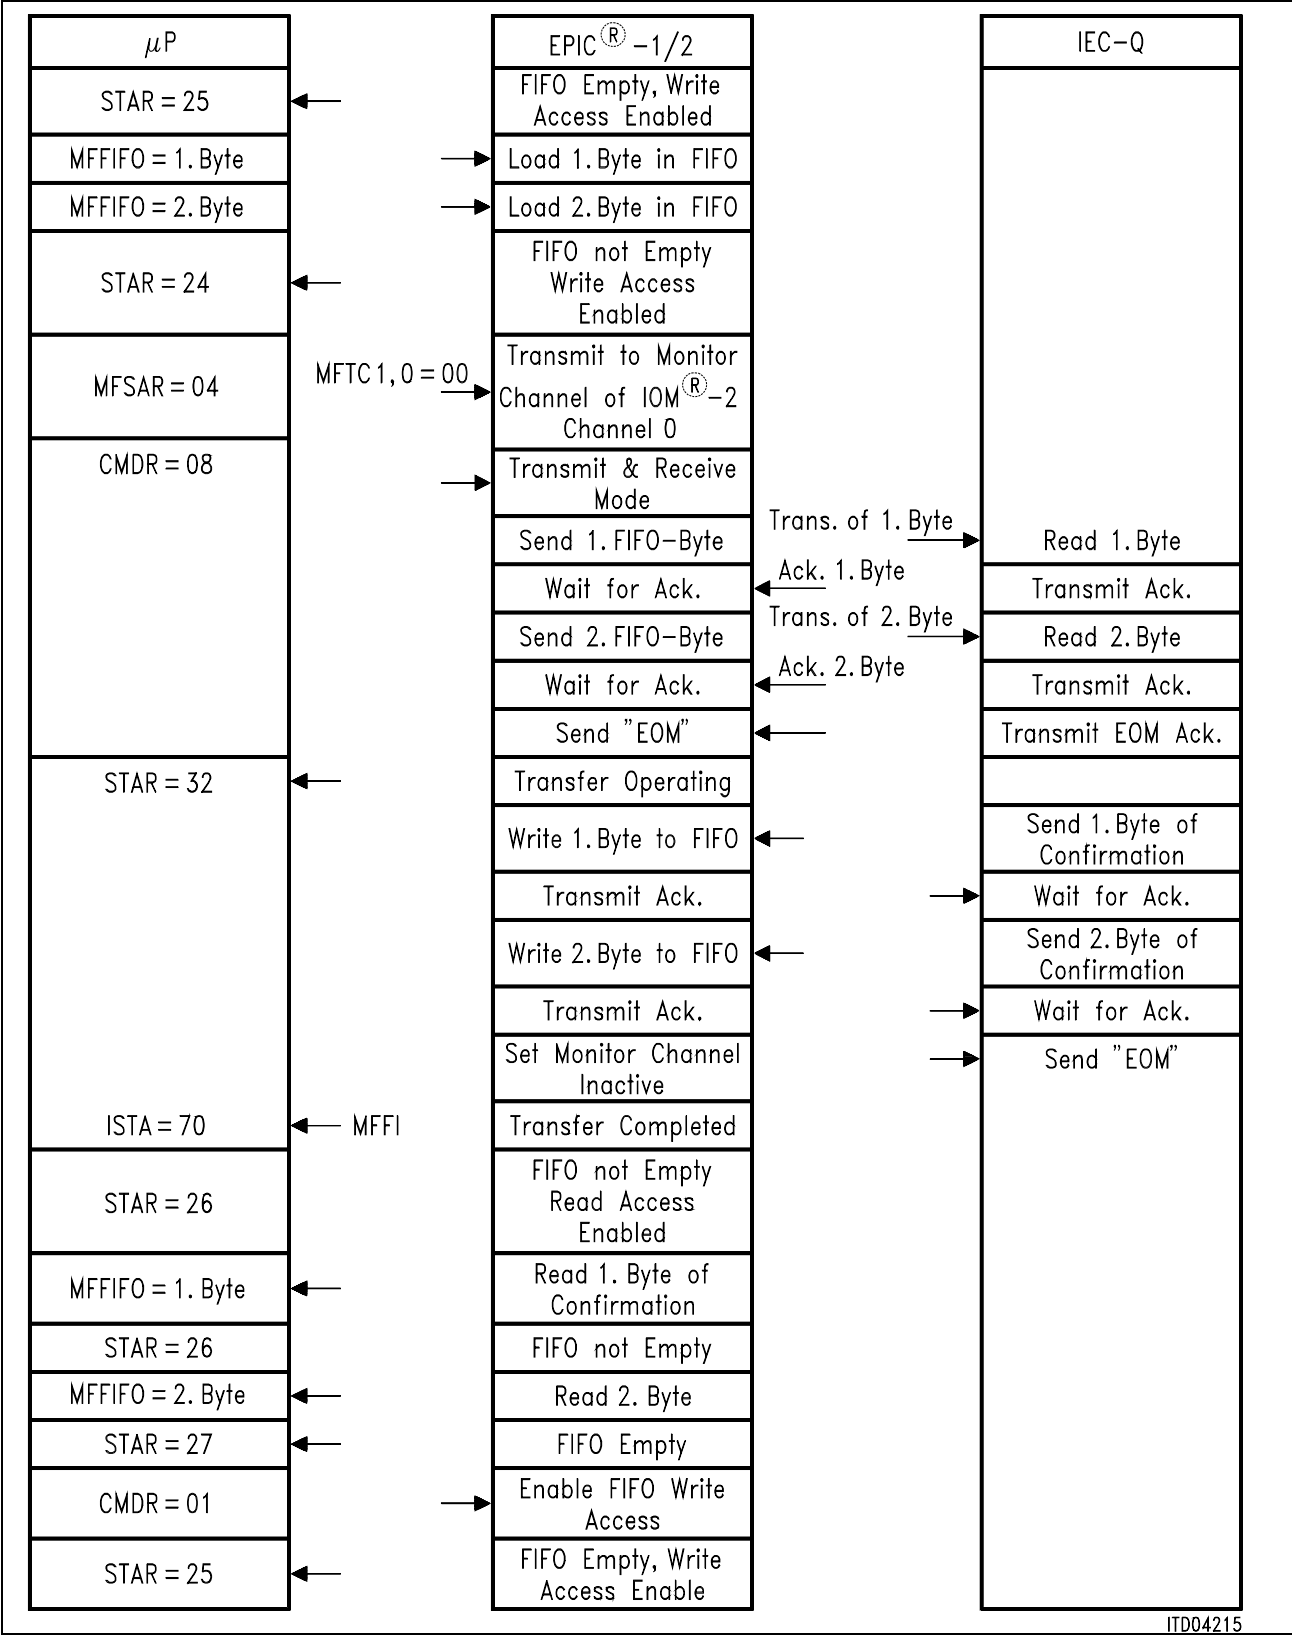 μP
EPIC® -1/2
IEC-Q
STAR = 25
FIFO Empty, Write
Access Enabled
MFFIFO = 1. Byte
Load 1. Byte in FIFO
MFFIFO = 2. Byte
Load 2. Byte in FIFO
STAR = 24
FIFO not Empty
Write Access
Enabled
MFSAR = 04
MFTC 1, 0 = 00
Transmit to Monitor
Channel of IOM®-2
Channel 0
CMDR = 08
Transmit & Receive
Mode
Send 1. FIFO-Byte
Trans. of 1. Byte
Read 1. Byte
Wait for Ack.
Ack. 1. Byte
Transmit Ack.
Send 2. FIFO-Byte
Trans. of 2. Byte
Read 2. Byte
Wait for Ack.
Ack. 2. Byte
Transmit Ack.
Send "EOM"
Transmit EOM Ack.
STAR = 32
Transfer Operating
Write 1. Byte to FIFO
Send 1. Byte of
Confirmation
Transmit Ack.
Wait for Ack.
Write 2. Byte to FIFO
Send 2. Byte of
Confirmation
Transmit Ack.
Wait for Ack.
Set Monitor Channel
Inactive
Send "EOM"
ISTA = 70
MFFI
Transfer Completed
STAR = 26
FIFO not Empty
Read Access
Enabled
MFFIFO = 1. Byte
Read 1. Byte of
Confirmation
STAR = 26
FIFO not Empty
MFFIFO = 2. Byte
Read 2. Byte
STAR = 27
FIFO Empty
CMDR = 01
Enable FIFO Write
Access
STAR = 25
FIFO Empty, Write
Access Enable
ITD04215